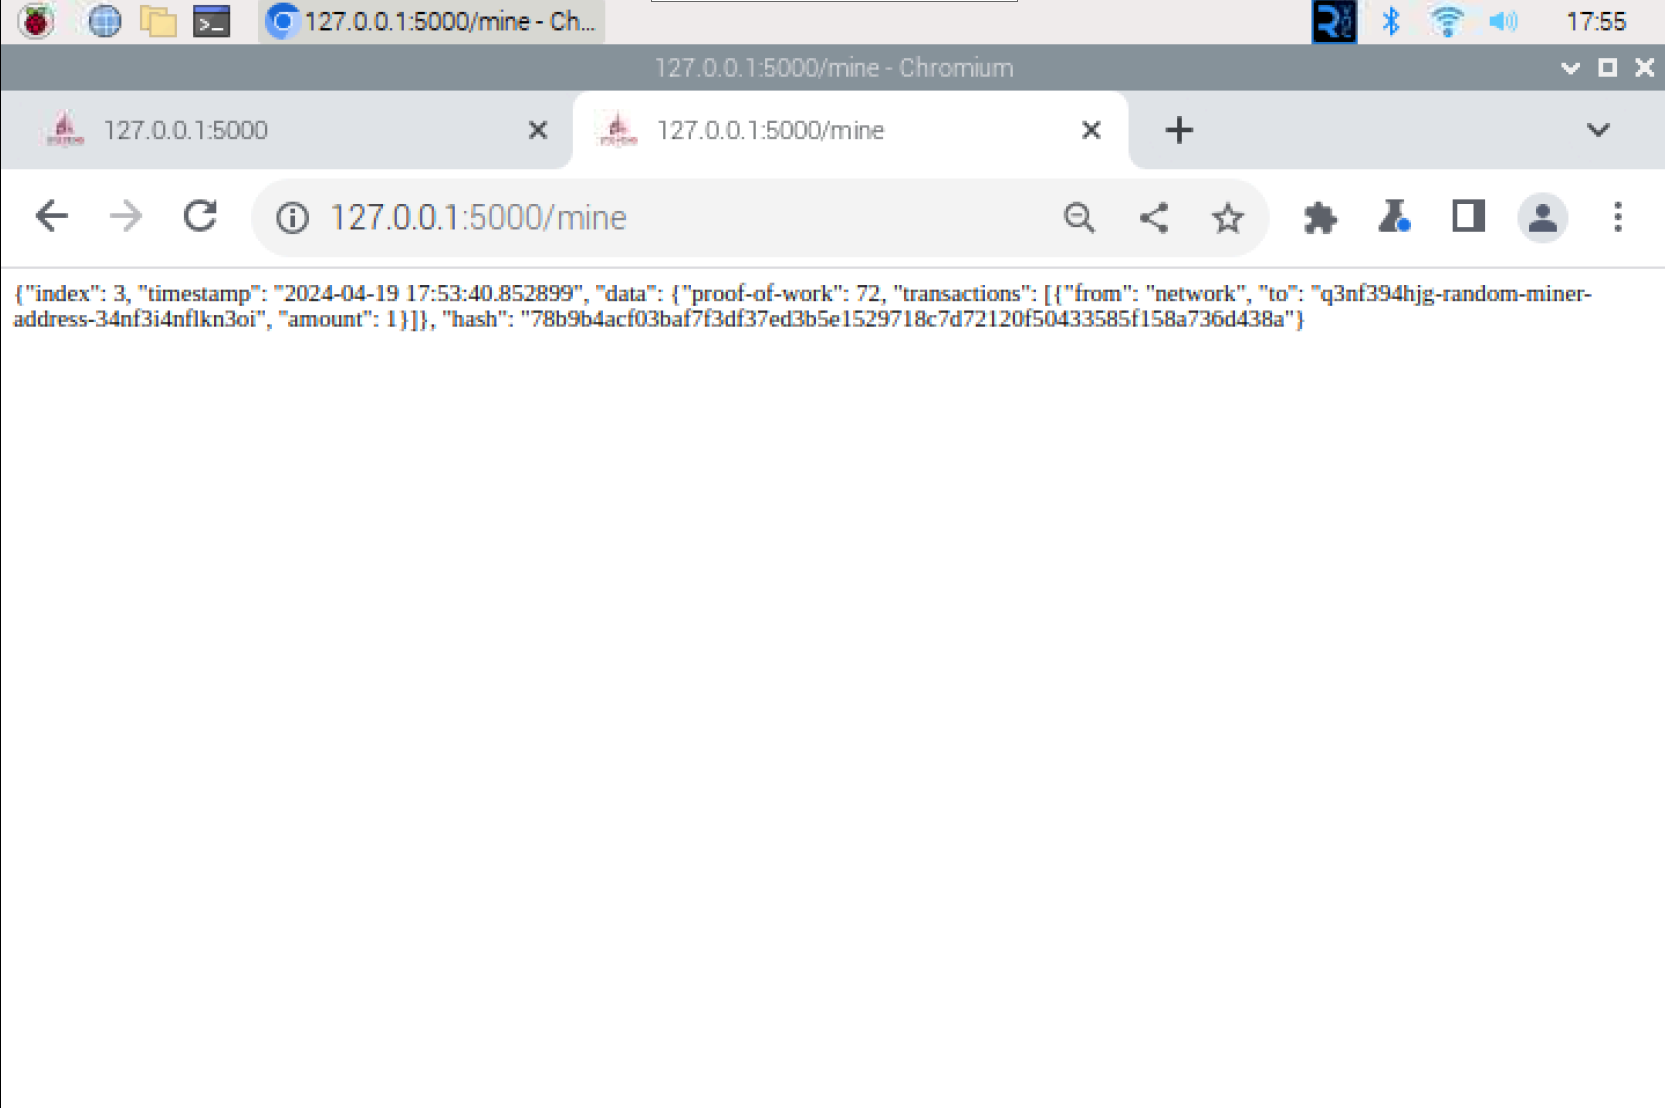 127.0.0.1:5000/mine - Ch...
17:55
127.0.0.1:5000/mine - Chromium
127.0.0.1:5000
127.0.0.1:5000/mine
127.0.0.1:5000/mine
{"index": 3, "timestamp": "2024-04-19 17:53:40.852899", "data": {"proof-of-work": 72, "transactions": [{"from": "network", "to": "q3nf394hjg-random-miner-
address-34nf3i4nflkn3oi", "amount": 1}]}, "hash": "78b9b4acf03baf7f3df37ed3b5e1529718c7d72120f50433585f158a736d438a"}